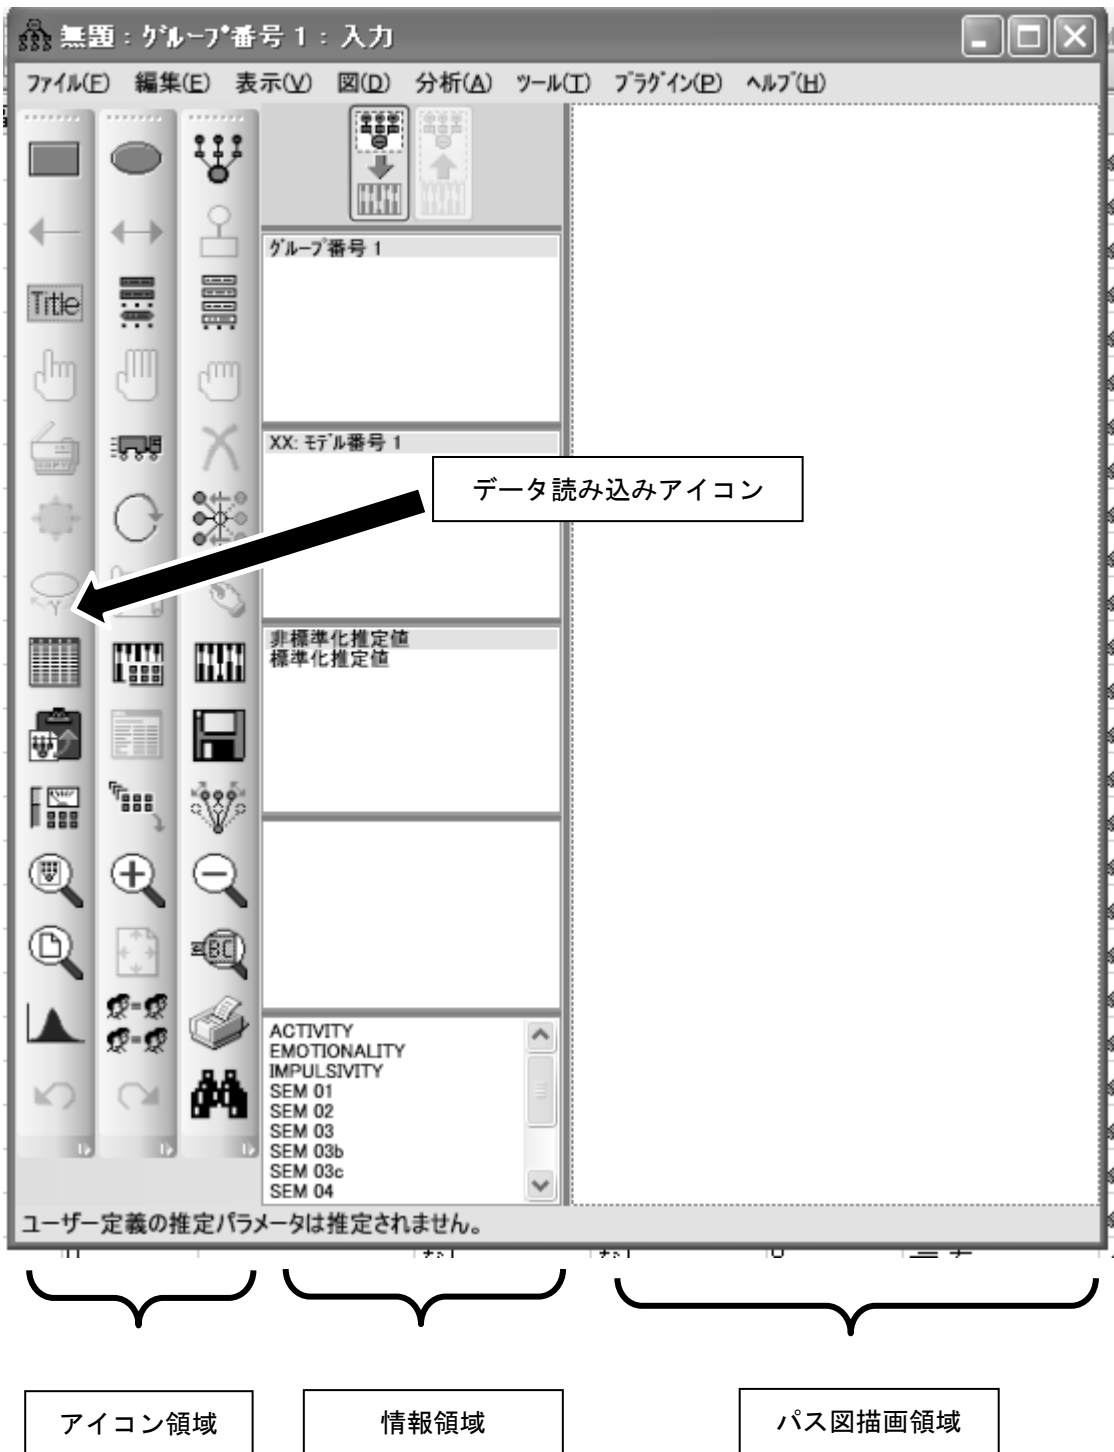 無題：グループ番号 1：入力
ファイル(F) 編集(E) 表示(V) 図(D) 分析(A) ツール(T) プラグイン(P) ヘルプ(H)
Title
グループ番号 1
XX: モデル番号 1
データ読み込みアイコン
非標準化推定値
標準化推定値
ACTIVITY
EMOTIONALITY
IMPULSIVITY
SEM 01
SEM 02
SEM 03
SEM 03b
SEM 03c
SEM 04
ユーザー定義の推定パラメータは推定されません。
アイコン領域
情報領域
パス図描画領域